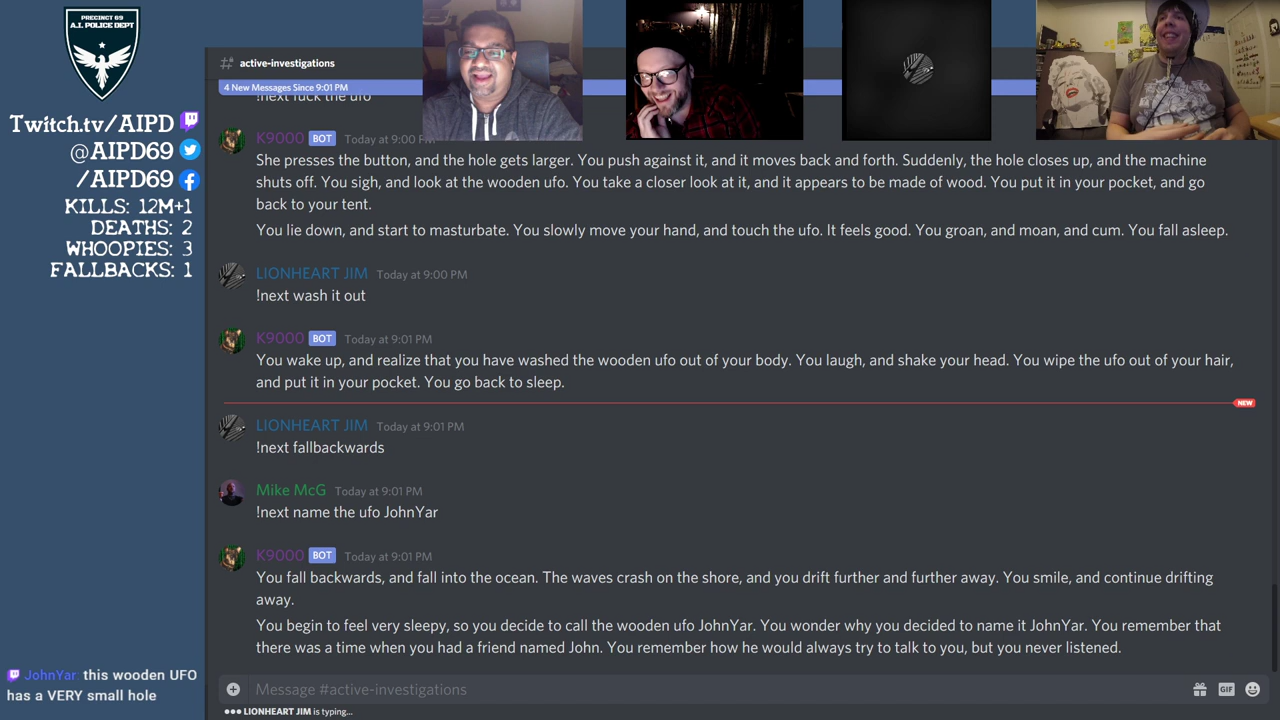 PRECINCT 69
A.I. POLICE DEPT
Twitch.tv/AIPD
@AIPD69
/AIPD69
KILLS: 12M+1
DEATHS: 2
WHOOPIES: 3
FALLBACKS: 1
active-investigations
4 New Messages Since 9:01 PM
!next fuck the ufo
K9000 BOT Today at 9:00 PM
She presses the button, and the hole gets larger. You push against it, and it moves back and forth. Suddenly, the hole closes up, and the machine
shuts off. You sigh, and look at the wooden ufo. You take a closer look at it, and it appears to be made of wood. You put it in your pocket, and go
back to your tent.
You lie down, and start to masturbate. You slowly move your hand, and touch the ufo. It feels good. You groan, and moan, and cum. You fall asleep.
LIONHEART JIM Today at 9:00 PM
!next wash it out
K9000 BOT Today at 9:01 PM
You wake up, and realize that you have washed the wooden ufo out of your body. You laugh, and shake your head. You wipe the ufo out of your hair,
and put it in your pocket. You go back to sleep.
NEW
LIONHEART JIM Today at 9:01 PM
!next fallbackwards
Mike McG Today at 9:01 PM
!next name the ufo JohnYar
K9000 BOT Today at 9:01 PM
You fall backwards, and fall into the ocean. The waves crash on the shore, and you drift further and further away. You smile, and continue drifting
away.
You begin to feel very sleepy, so you decide to call the wooden ufo JohnYar. You wonder why you decided to name it JohnYar. You remember that
there was a time when you had a friend named John. You remember how he would always try to talk to you, but you never listened.
JohnYar: this wooden UFO
has a VERY small hole
Message #active-investigations
GIF
LIONHEART JIM is typing...